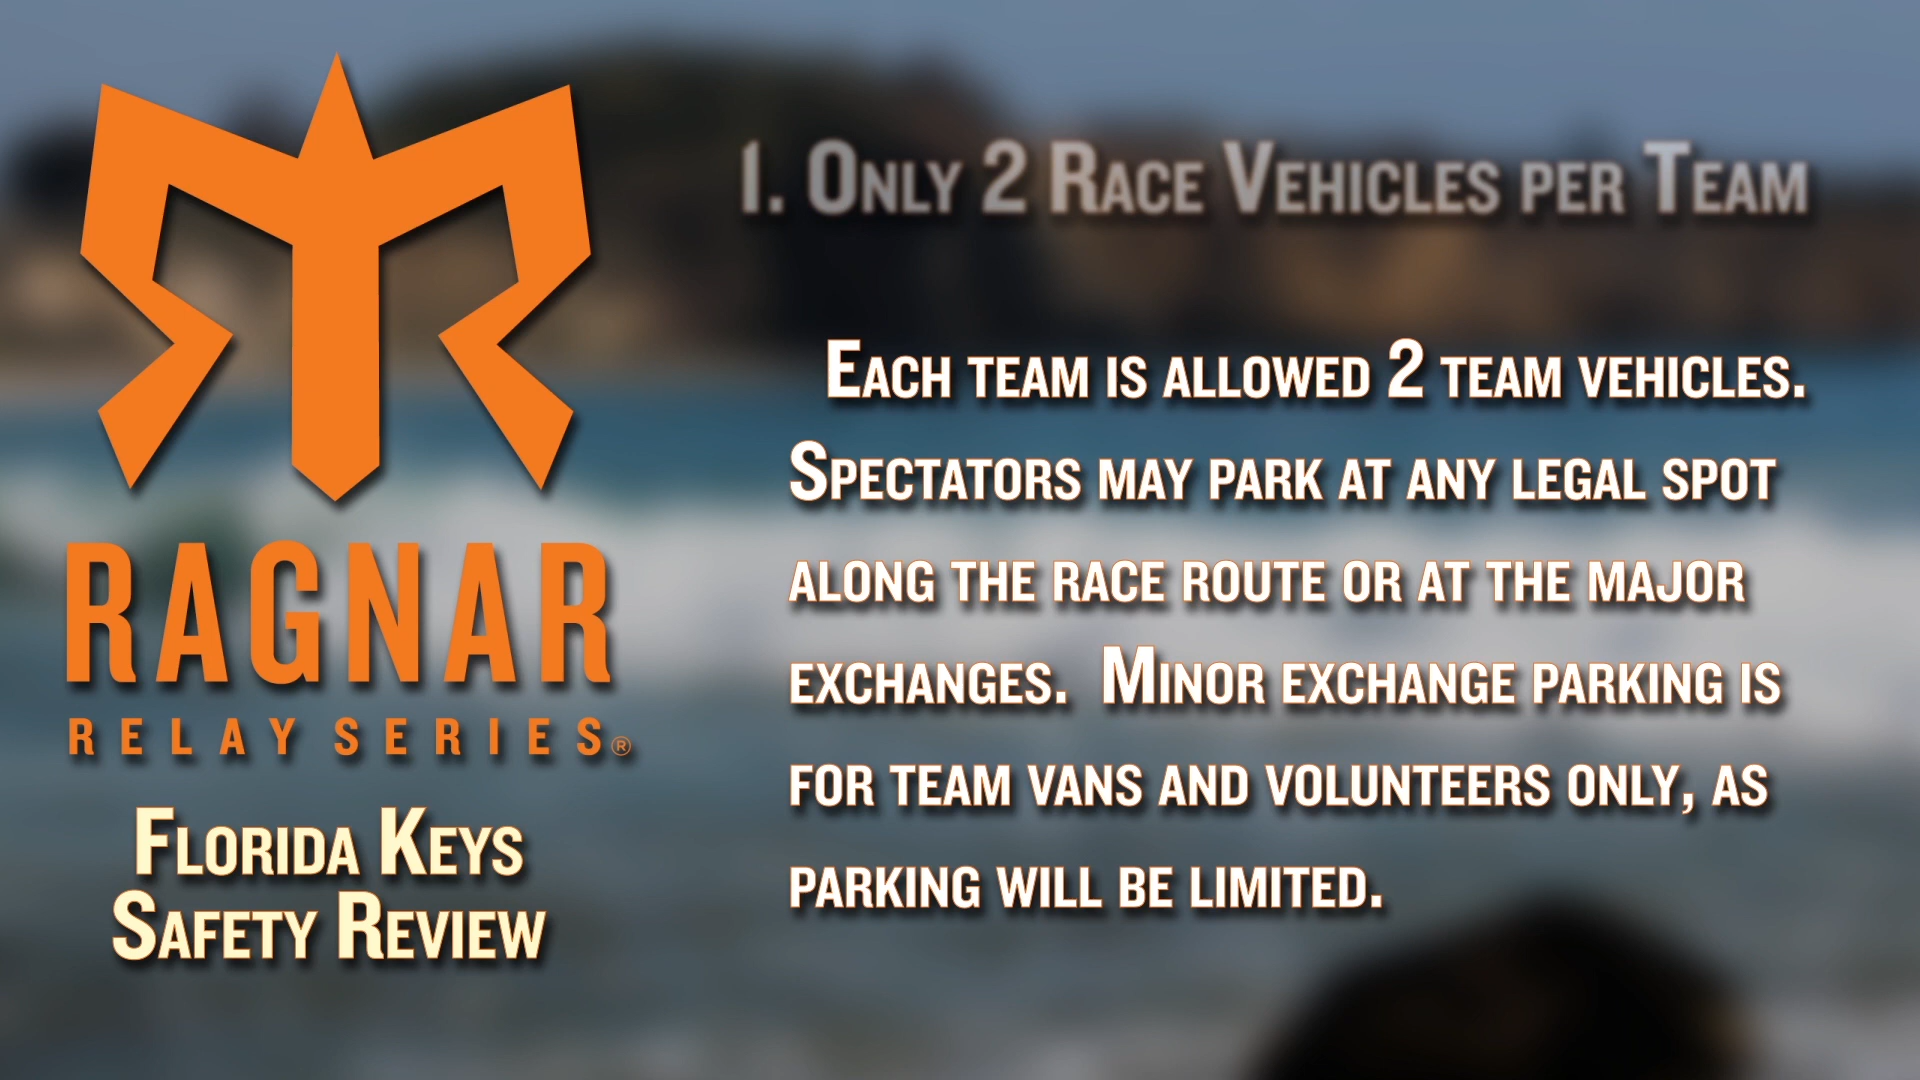 RAGNAR
RELAY SERIES®
FLORIDA KEYS
SAFETY REVIEW
1. ONLY 2 RACE VEHICLES PER TEAM
EACH TEAM IS ALLOWED 2 TEAM VEHICLES.
SPECTATORS MAY PARK AT ANY LEGAL SPOT
ALONG THE RACE ROUTE OR AT THE MAJOR
EXCHANGES. MINOR EXCHANGE PARKING IS
FOR TEAM VANS AND VOLUNTEERS ONLY, AS
PARKING WILL BE LIMITED.